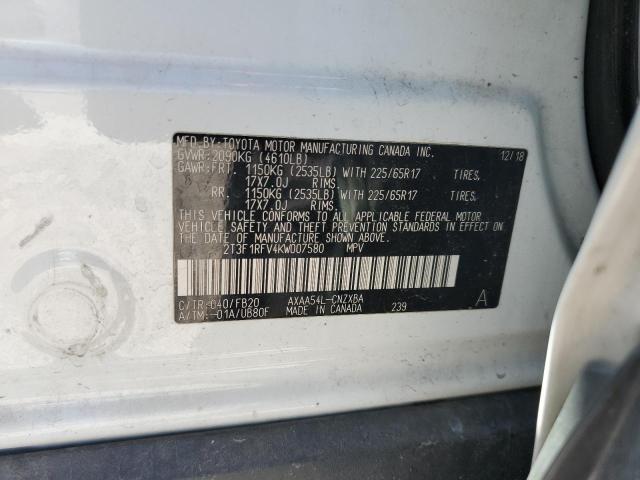 MFD.BY:TOYOTA MOTOR MANUFACTURING CANADA INC. 12/18
GVWR:2090KG (4610LB)
GAWR:FRT. 1150KG (2535LB) WITH 225/65R17 TIRES,
17X7.0J RIMS.
RR. 1150KG (2535LB) WITH 225/65R17 TIRES,
17X7.0J RIMS.
THIS VEHICLE CONFORMS TO ALL APPLICABLE FEDERAL MOTOR
VEHICLE SAFETY AND THEFT PREVENTION STANDARDS IN EFFECT
ON THE DATE OF MANUFACTURE SHOWN ABOVE.
2T3F1RFV4KW007580 MPV
C/TR:040/FB20 AXAA54L-CNZXBA A
A/TM:-01A/UB80F MADE IN CANADA 239